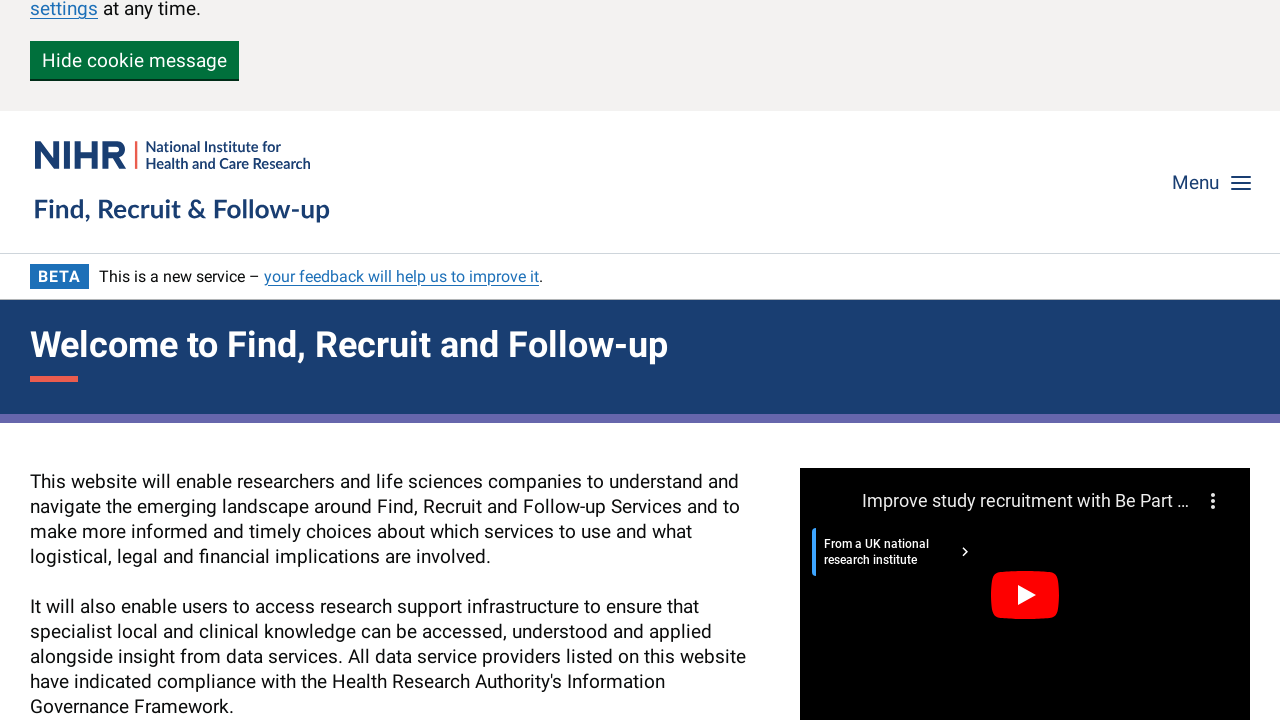 settings at any time.
Hide cookie message
NIHR | National Institute for
Health and Care Research
Find, Recruit & Follow-up
Menu
BETA This is a new service – your feedback will help us to improve it.
Welcome to Find, Recruit and Follow-up
This website will enable researchers and life sciences companies to understand and
navigate the emerging landscape around Find, Recruit and Follow-up Services and to
make more informed and timely choices about which services to use and what
logistical, legal and financial implications are involved.
It will also enable users to access research support infrastructure to ensure that
specialist local and clinical knowledge can be accessed, understood and applied
alongside insight from data services. All data service providers listed on this website
have indicated compliance with the Health Research Authority's Information
Governance Framework.
Improve study recruitment with Be Part ...
From a UK national
research institute